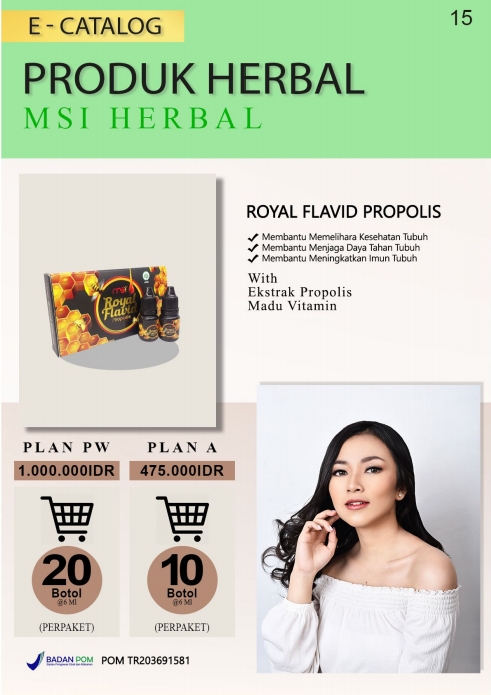 E - CATALOG
15
PRODUK HERBAL
MSI HERBAL
ROYAL FLAVID PROPOLIS
Membantu Memelihara Kesehatan Tubuh
Membantu Menjaga Daya Tahan Tubuh
Membantu Meningkatkan Imun Tubuh
With
Ekstrak Propolis
Madu Vitamin
Royal
Flavid
PLAN PW
1.000.000IDR
PLAN A
475.000IDR
20
Botol
@6 Ml
(PERPAKET)
10
Botol
@6 Ml
(PERPAKET)
BADAN POM
POM TR203691581